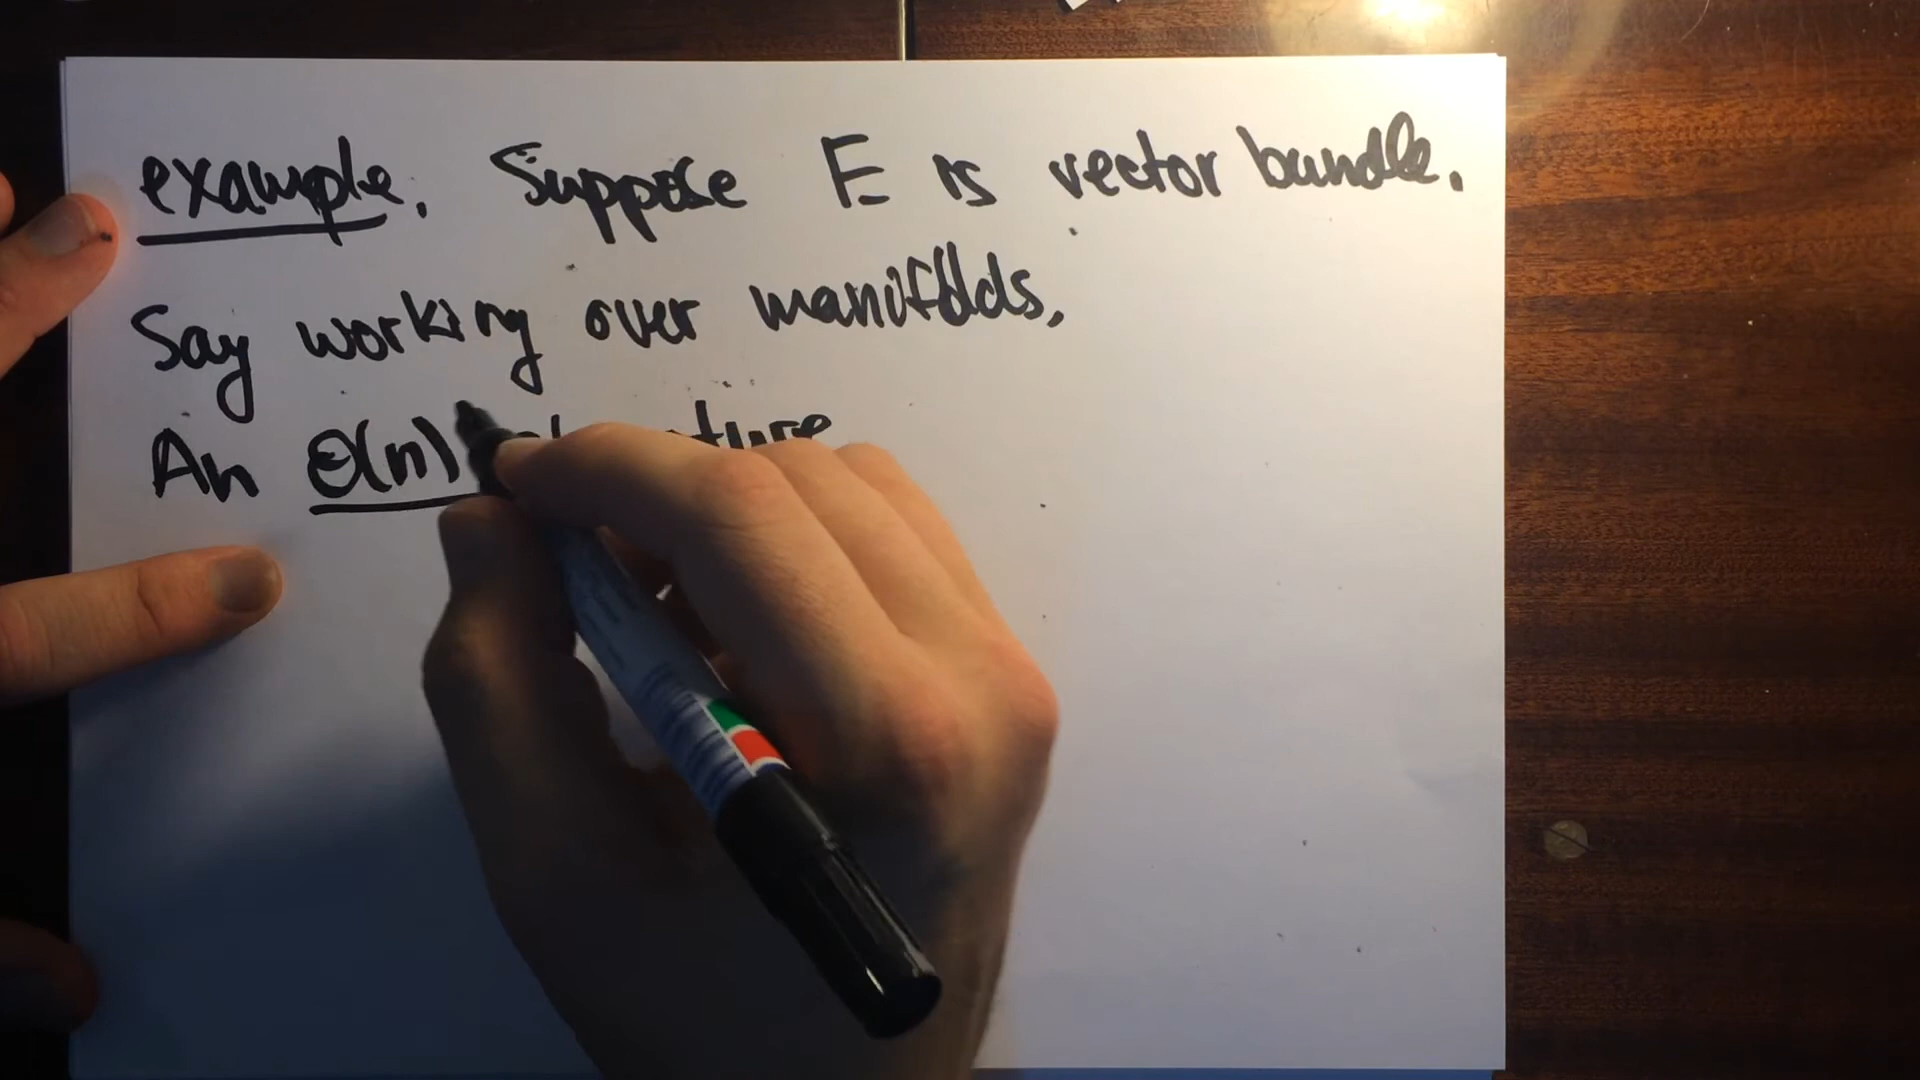 example. Suppose E is vector bundle.
Say working over manifolds,
An O(n)